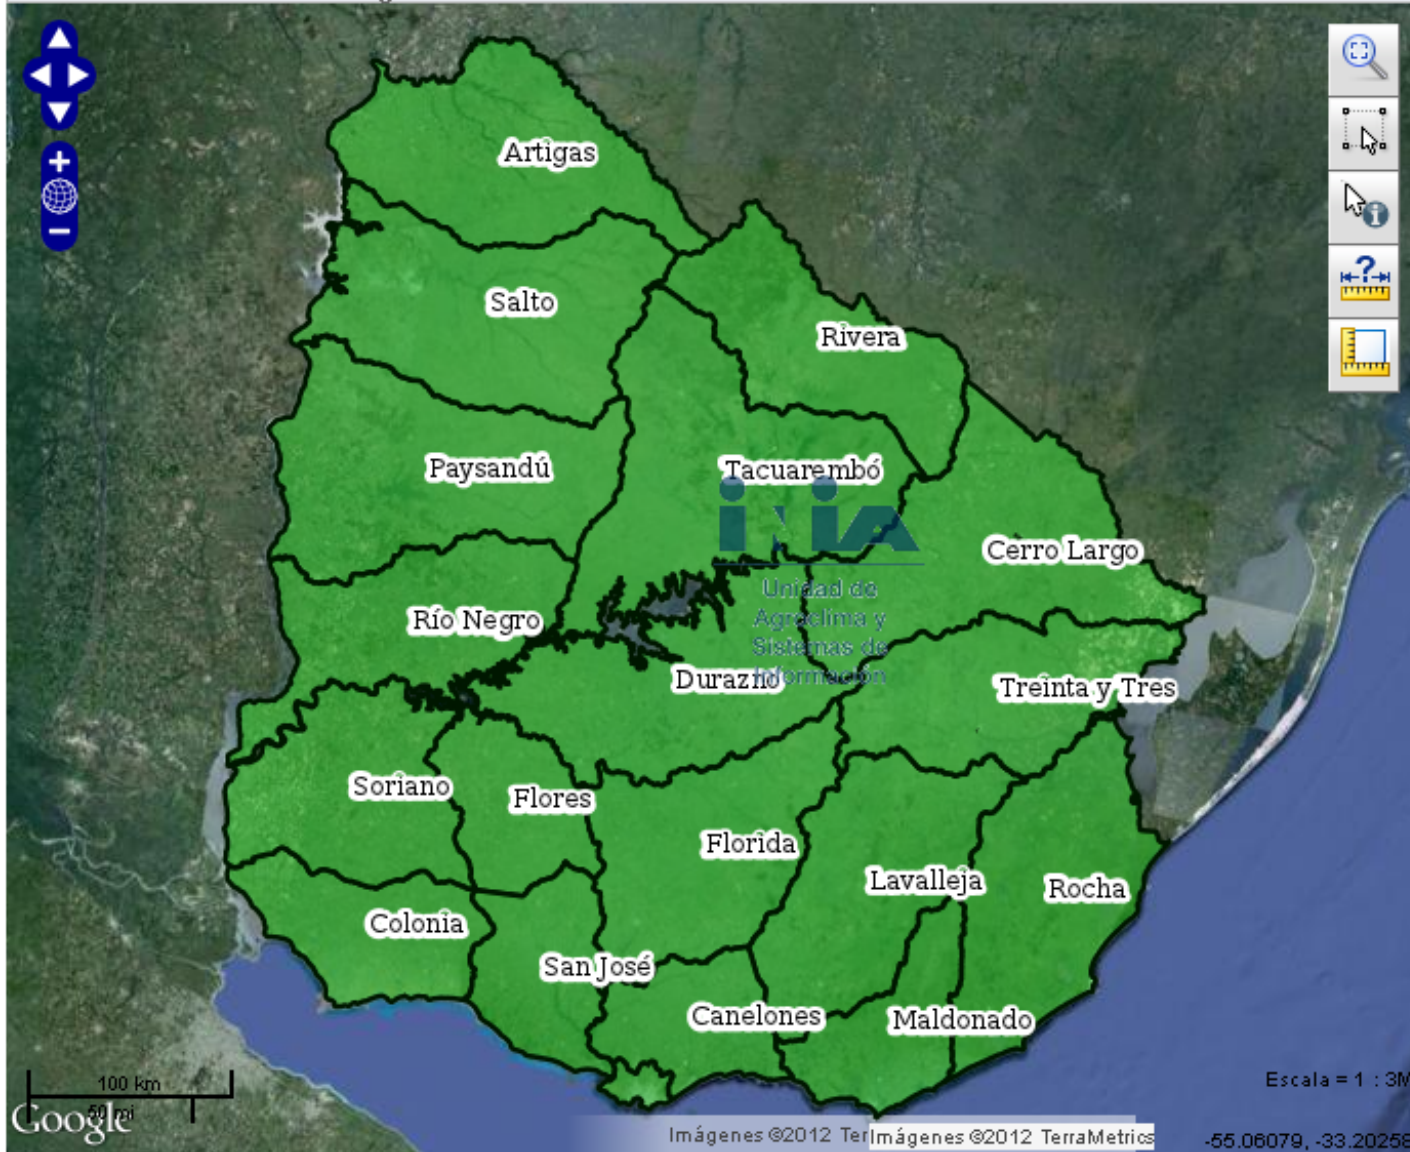 Artigas
Salto
Rivera
Paysandú
Tacuarembó
INIA
Cerro Largo
Unidad de
Agroclima y
Sistemas de
Información
Río Negro
Durazno
Treinta y Tres
Soriano
Flores
Florida
Lavalleja
Rocha
Colonia
San José
Canelones
Maldonado
100 km
50 mi
Google
Escala = 1 : 3M
Imágenes ©2012 Ter
Imágenes ©2012 TerraMetrics
-55.06079, -33.20258